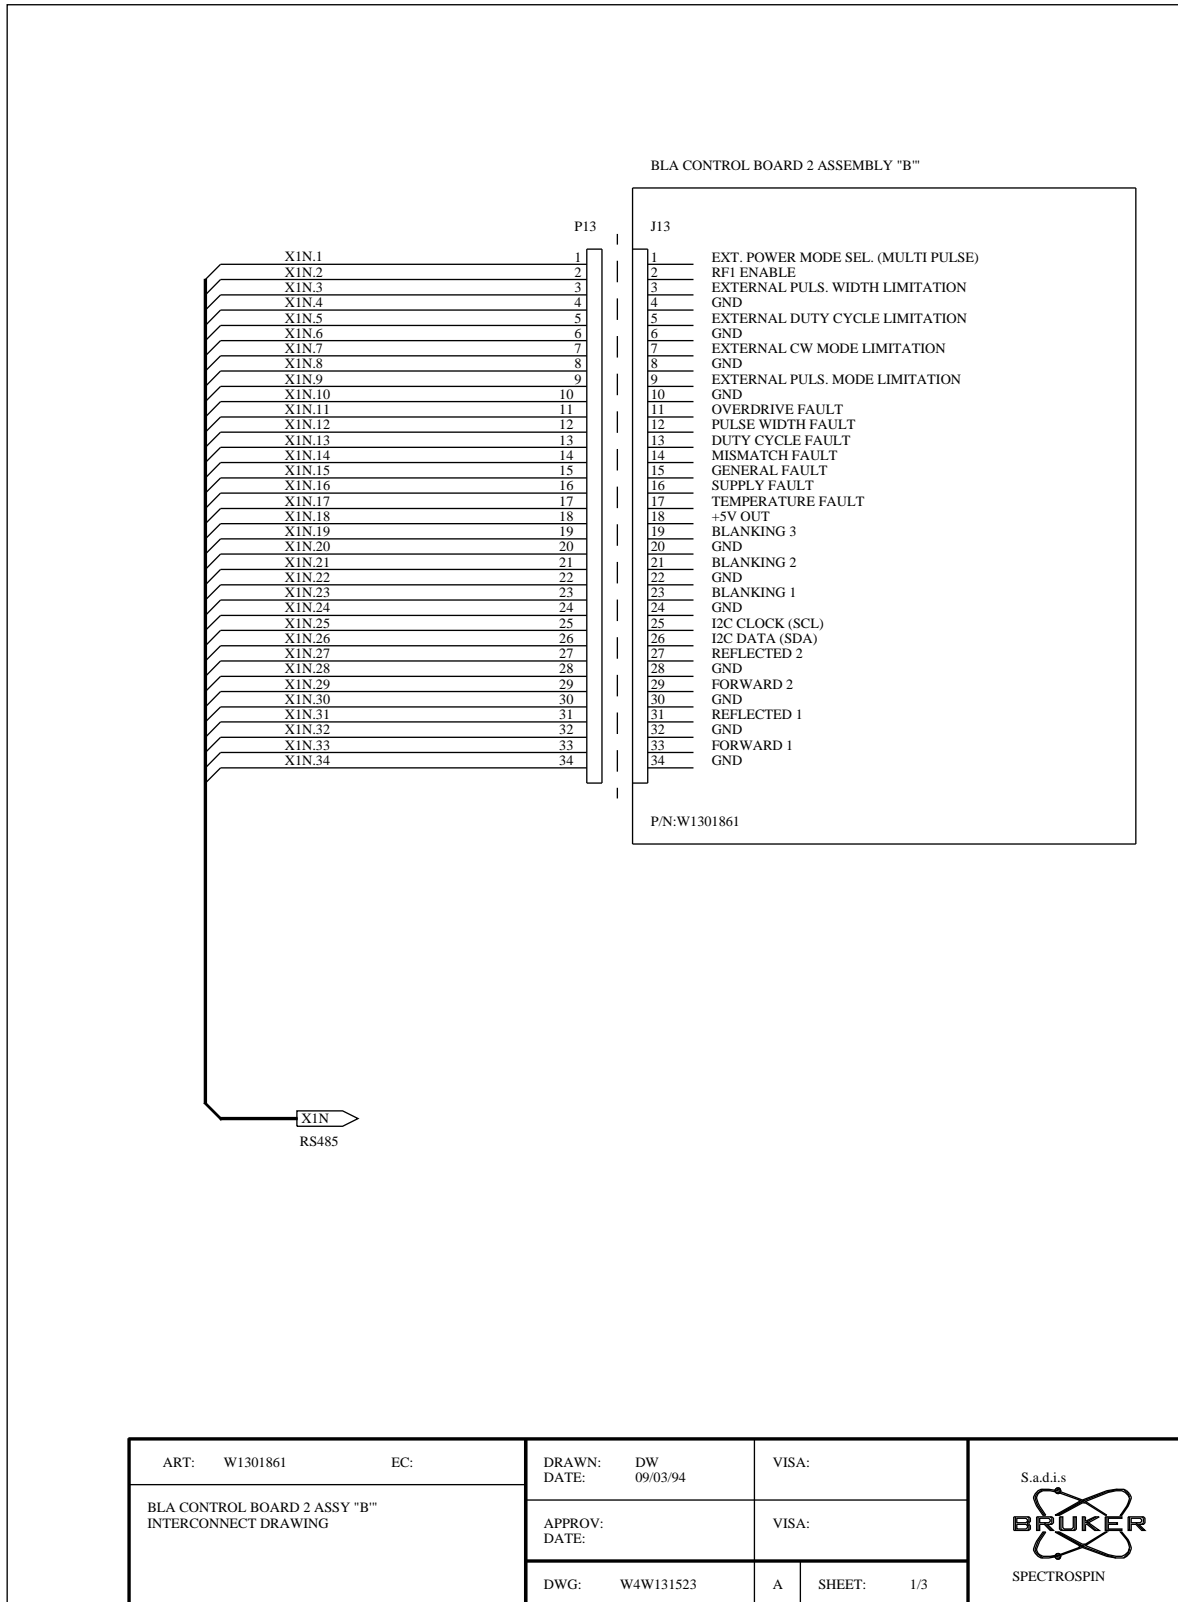 BLA CONTROL BOARD 2 ASSEMBLY "B'"
P13 J13
X1N.1 1 1 EXT. POWER MODE SEL. (MULTI PULSE)
X1N.2 2 2 RF1 ENABLE
X1N.3 3 3 EXTERNAL PULS. WIDTH LIMITATION
X1N.4 4 4 GND
X1N.5 5 5 EXTERNAL DUTY CYCLE LIMITATION
X1N.6 6 6 GND
X1N.7 7 7 EXTERNAL CW MODE LIMITATION
X1N.8 8 8 GND
X1N.9 9 9 EXTERNAL PULS. MODE LIMITATION
X1N.10 10 10 GND
X1N.11 11 11 OVERDRIVE FAULT
X1N.12 12 12 PULSE WIDTH FAULT
X1N.13 13 13 DUTY CYCLE FAULT
X1N.14 14 14 MISMATCH FAULT
X1N.15 15 15 GENERAL FAULT
X1N.16 16 16 SUPPLY FAULT
X1N.17 17 17 TEMPERATURE FAULT
X1N.18 18 18 +5V OUT
X1N.19 19 19 BLANKING 3
X1N.20 20 20 GND
X1N.21 21 21 BLANKING 2
X1N.22 22 22 GND
X1N.23 23 23 BLANKING 1
X1N.24 24 24 GND
X1N.25 25 25 I2C CLOCK (SCL)
X1N.26 26 26 I2C DATA (SDA)
X1N.27 27 27 REFLECTED 2
X1N.28 28 28 GND
X1N.29 29 29 FORWARD 2
X1N.30 30 30 GND
X1N.31 31 31 REFLECTED 1
X1N.32 32 32 GND
X1N.33 33 33 FORWARD 1
X1N.34 34 34 GND
P/N:W1301861
X1N
RS485
ART: W1301861 EC:
BLA CONTROL BOARD 2 ASSY "B'"
INTERCONNECT DRAWING
DRAWN: DW VISA:
DATE: 09/03/94
APPROV: VISA:
DATE:
DWG: W4W131523 A SHEET: 1/3
S.a.d.i.s
BRUKER
SPECTROSPIN